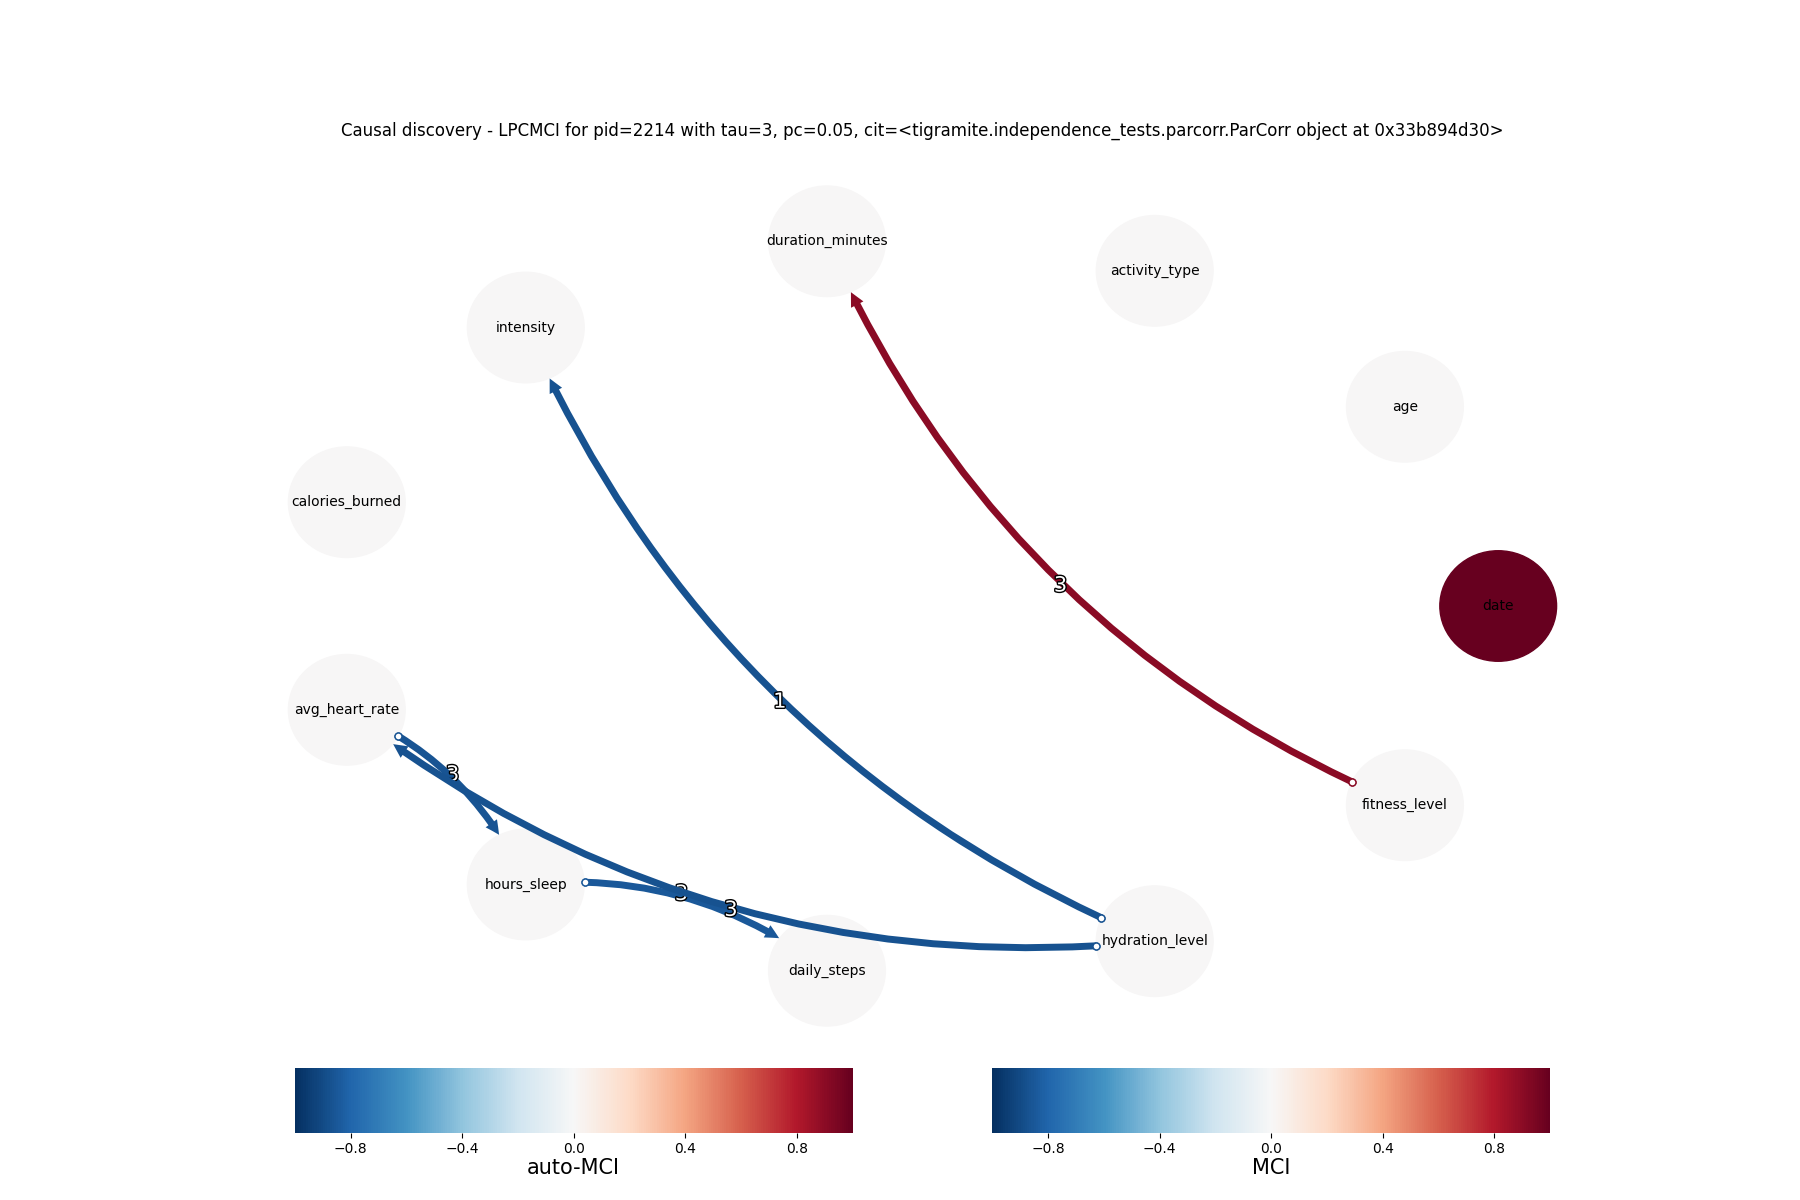 Causal discovery - LPCMCI for pid=2214 with tau=3, pc=0.05, cit=<tigramite.independence_tests.parcorr.ParCorr object at 0x33b894d30>
duration_minutes
activity_type
intensity
age
calories_burned
3
date
1
avg_heart_rate
3
fitness_level
hours_sleep
3
3
hydration_level
daily_steps
−0.8 −0.4 0.0 0.4 0.8
auto-MCI
−0.8 −0.4 0.0 0.4 0.8
MCI